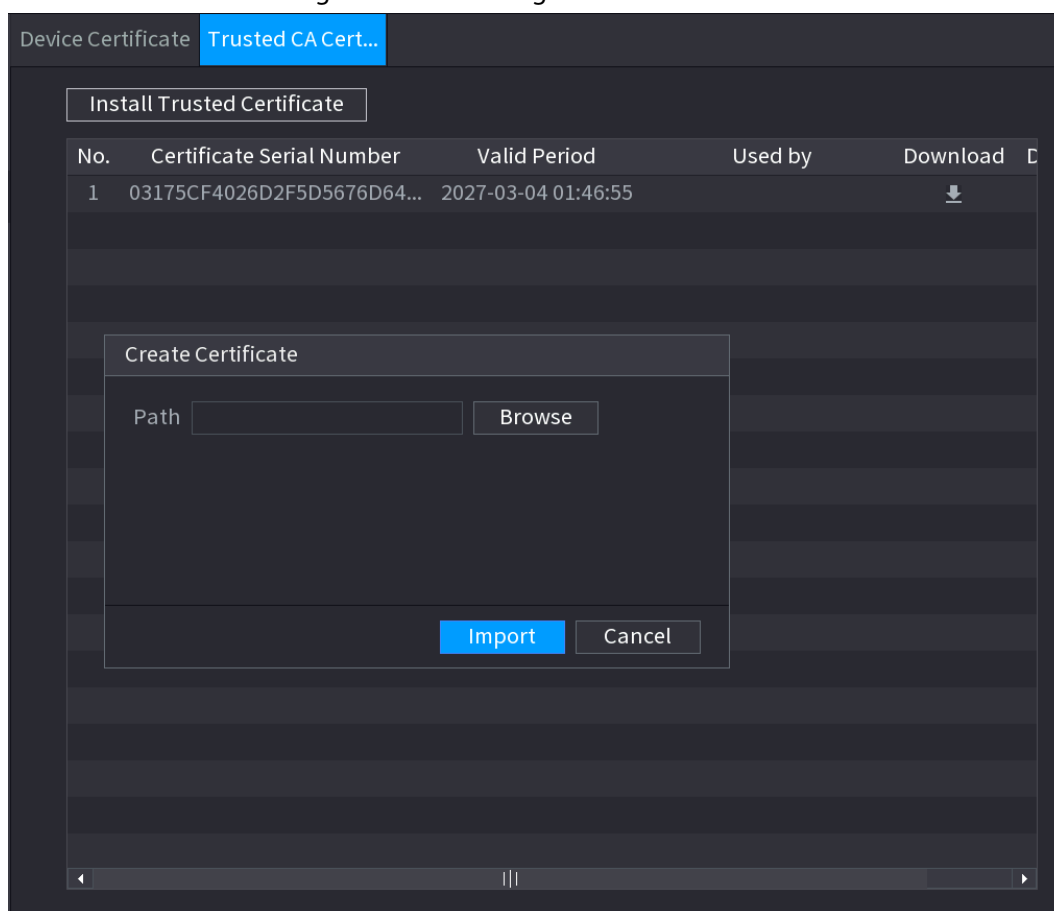 Device Certificate Trusted CA Cert...
Install Trusted Certificate
No. Certificate Serial Number Valid Period Used by Download D
1 03175CF4026D2F5D5676D64... 2027-03-04 01:46:55
Create Certificate
Path Browse
Import Cancel